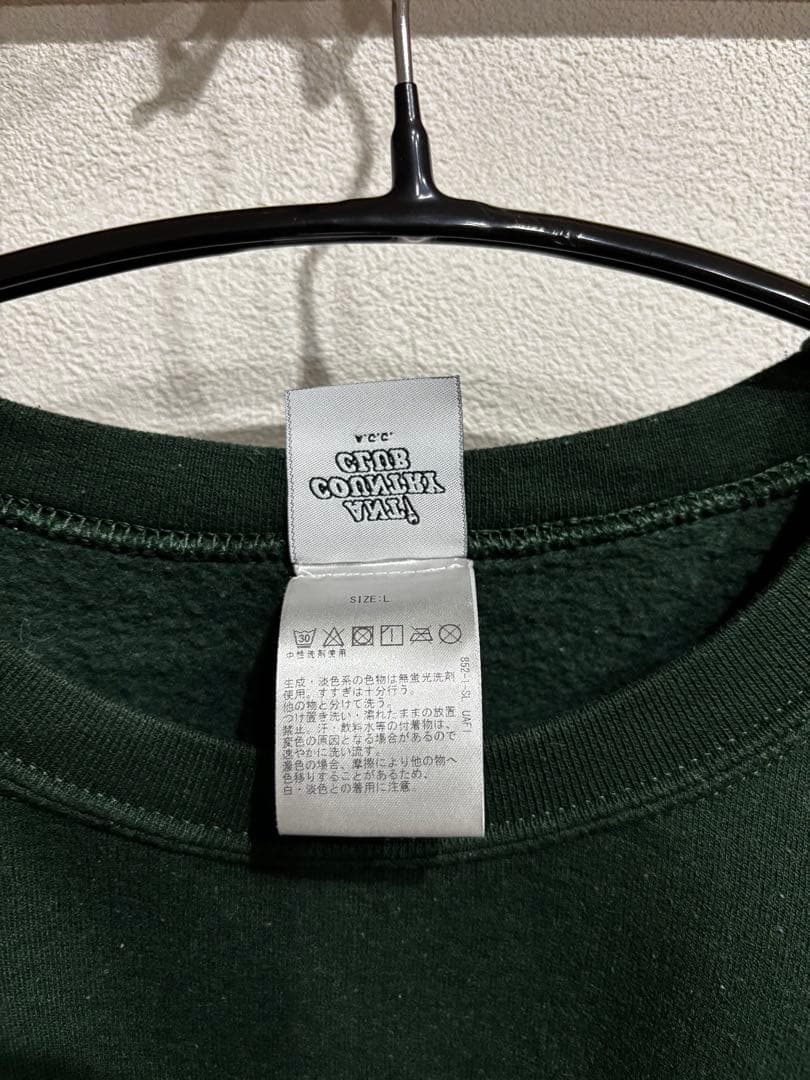 ANTi
COUNTRY
CLUB
A.C.C.
SIZE:L
30
中性洗剤使用
生成・淡色系の色物は無蛍光洗剤
使用。すすぎは十分行う。
他の物と分けて洗う。
つけ置き洗い・濡れたままの放置
禁止。汗・飲料水等の付着物は、
変色の原因となる場合があるので
速やかに洗い流す。
濃色の場合、摩擦により他の物へ
色移りすることがあるため、
白・淡色との着用に注意